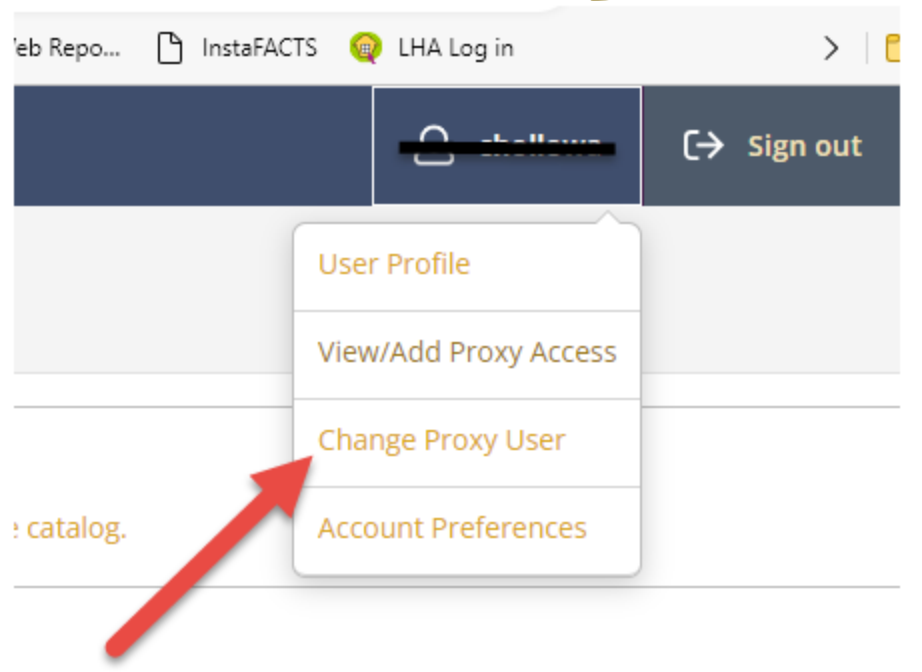 eb Repo... InstaFACTS LHA Log in
Sign out
User Profile
View/Add Proxy Access
Change Proxy User
catalog.
Account Preferences